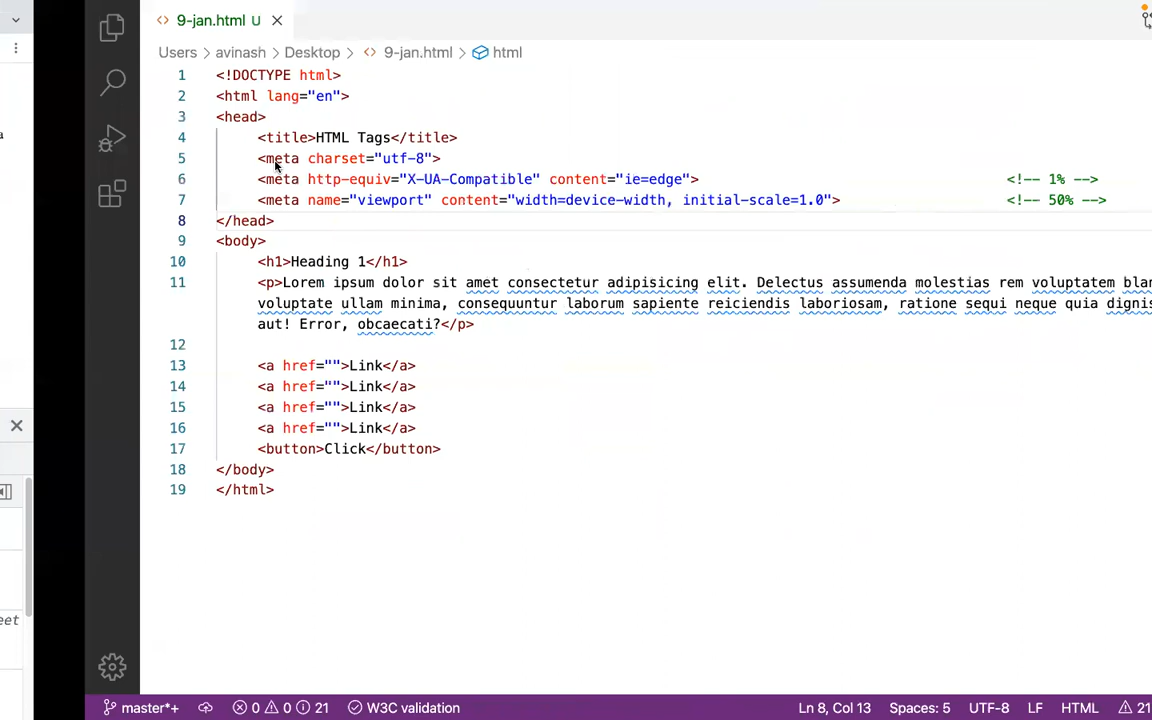 9-jan.html U
Users > avinash > Desktop > <> 9-jan.html > html
1 <!DOCTYPE html>
2 <html lang="en">
3 <head>
4 <title>HTML Tags</title>
5 <meta charset="utf-8">
6 <meta http-equiv="X-UA-Compatible" content="ie=edge"> <!-- 1% -->
7 <meta name="viewport" content="width=device-width, initial-scale=1.0"> <!-- 50% -->
8 </head>
9 <body>
10 <h1>Heading 1</h1>
11 <p>Lorem ipsum dolor sit amet consectetur adipisicing elit. Delectus assumenda molestias rem voluptatem
voluptate ullam minima, consequuntur laborum sapiente reiciendis laboriosam, ratione sequi neque quia
aut! Error, obcaecati?</p>
12
13 <a href="">Link</a>
14 <a href="">Link</a>
15 <a href="">Link</a>
16 <a href="">Link</a>
17 <button>Click</button>
18 </body>
19 </html>
eet
master*+ 0 0 21 W3C validation Ln 8, Col 13 Spaces: 5 UTF-8 LF HTML 21